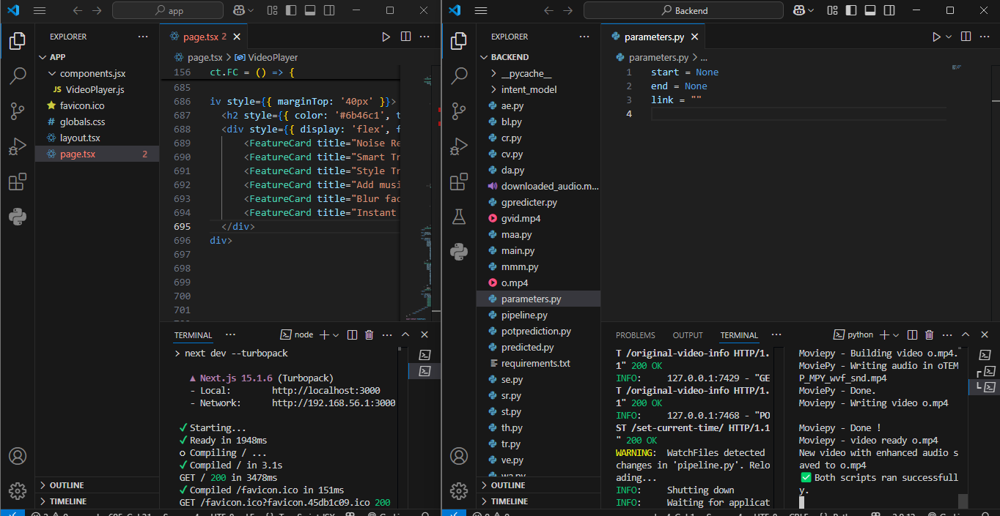 app
EXPLORER
APP
components.jsx
JS VideoPlayer.js
favicon.ico
# globals.css
layout.tsx
page.tsx 2
OUTLINE
TIMELINE
page.tsx 2
page.tsx > VideoPlayer
156 ct.FC = () => {
685
686 iv style={{ marginTop: '40px' }}>
687 <h2 style={{ color: '#6b46c1', t
688 <div style={{ display: 'flex', f
689 <FeatureCard title="Noise Re
690 <FeatureCard title="Smart Tr
691 <FeatureCard title="Style Tr
692 <FeatureCard title="Add musi
693 <FeatureCard title="Blur fac
694 <FeatureCard title="Instant
695 </div>
696 div>
697
698
699
700
701
TERMINAL
node
> next dev --turbopack
▲ Next.js 15.1.6 (Turbopack)
- Local: http://localhost:3000
- Network: http://192.168.56.1:3000
✓ Starting...
✓ Ready in 1948ms
○ Compiling / ...
✓ Compiled / in 3.1s
GET / 200 in 3478ms
✓ Compiled /favicon.ico in 151ms
GET /favicon.ico?favicon.45db1c09.ico 200
Backend
EXPLORER
BACKEND
__pycache__
intent_model
ae.py
bl.py
cr.py
cv.py
da.py
downloaded_audio.m...
gpredicter.py
gvid.mp4
maa.py
main.py
mmm.py
o.mp4
parameters.py
pipeline.py
potprediction.py
predicted.py
requirements.txt
se.py
sr.py
st.py
th.py
tr.py
ve.py
OUTLINE
TIMELINE
parameters.py
parameters.py > ...
1 start = None
2 end = None
3 link = ""
4
PROBLEMS OUTPUT TERMINAL
python
T /original-video-info HTTP/1.
1" 200 OK
INFO: 127.0.0.1:7429 - "GE
T /original-video-info HTTP/1.
1" 200 OK
INFO: 127.0.0.1:7468 - "PO
ST /set-current-time/ HTTP/1.1
" 200 OK
WARNING: WatchFiles detected
changes in 'pipeline.py'. Relo
ading...
INFO: Shutting down
INFO: Waiting for applicat
Moviepy - Building video o.mp4.
MoviePy - Writing audio in oTEM
P_MPY_wvf_snd.mp4
MoviePy - Done.
Moviepy - Writing video o.mp4
Moviepy - Done !
Moviepy - video ready o.mp4
New video with enhanced audio s
aved to o.mp4
✅ Both scripts ran successfull
y.